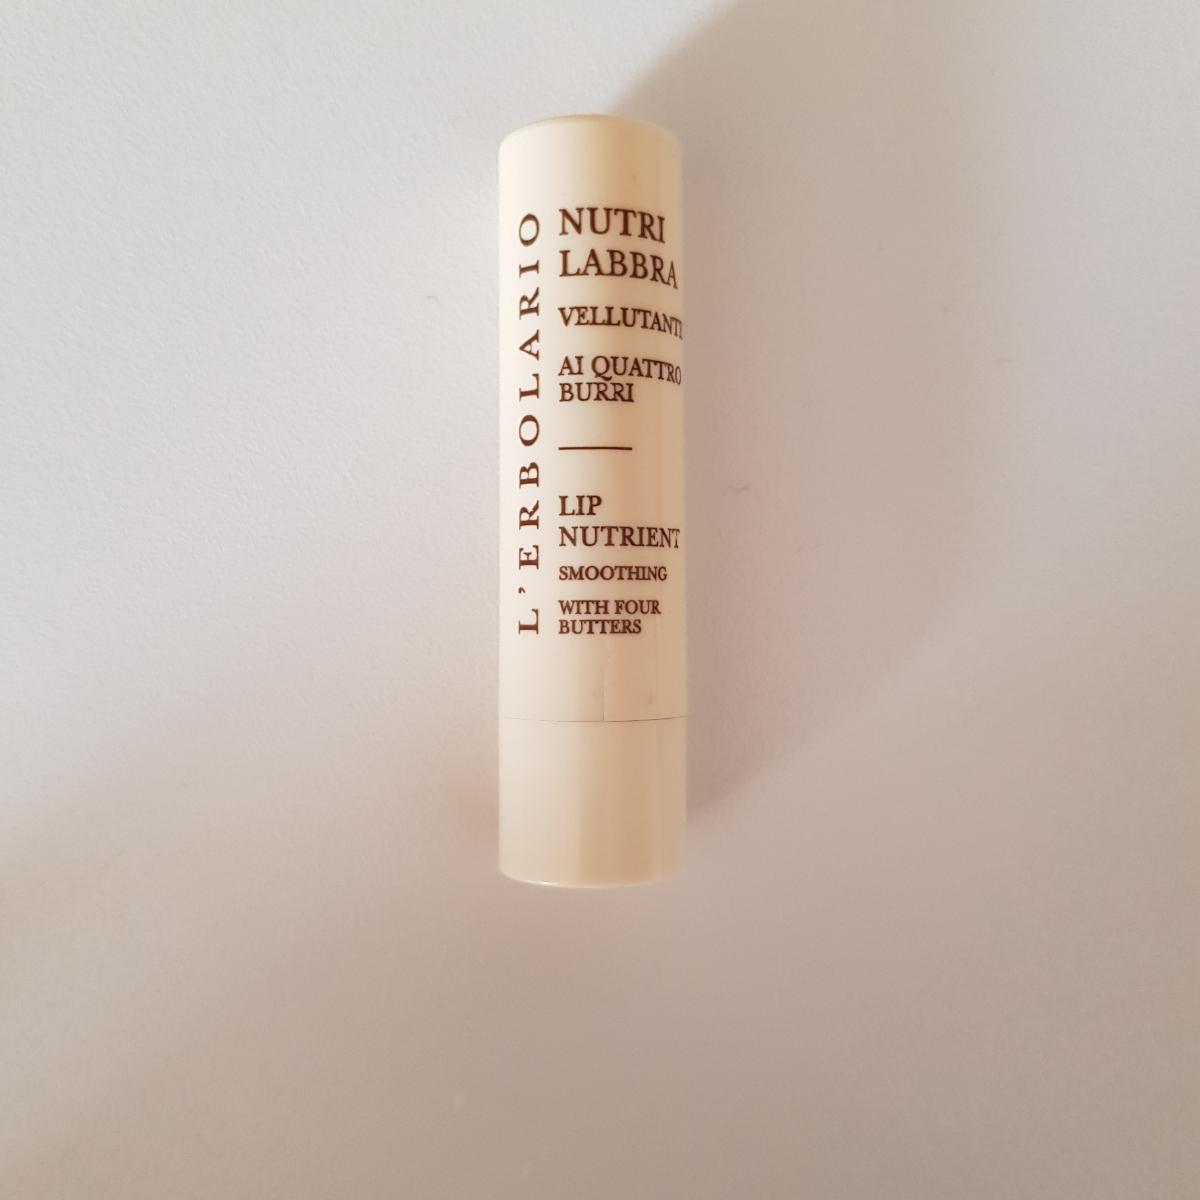 L'ERBOLARIO
NUTRI
LABBRA
VELLUTANTE
AI QUATTRO
BURRI
LIP
NUTRIENT
SMOOTHING
WITH FOUR
BUTTERS